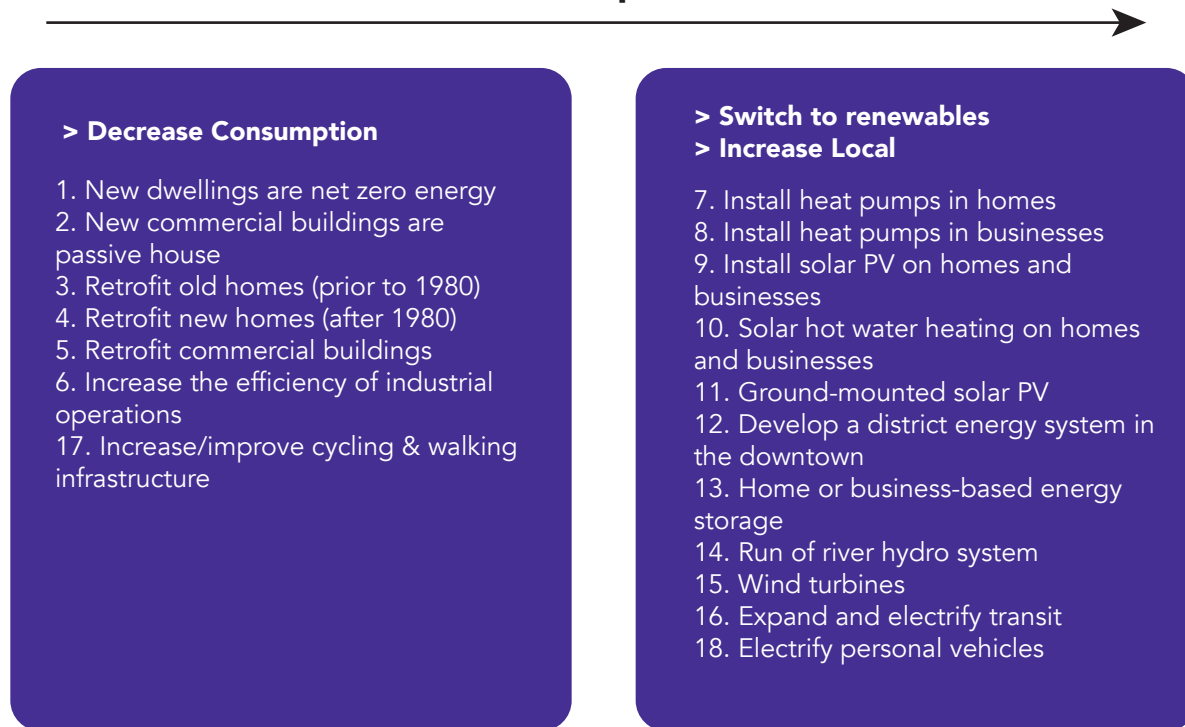 > Decrease Consumption
1. New dwellings are net zero energy
2. New commercial buildings are
passive house
3. Retrofit old homes (prior to 1980)
4. Retrofit new homes (after 1980)
5. Retrofit commercial buildings
6. Increase the efficiency of industrial
operations
17. Increase/improve cycling & walking
infrastructure
> Switch to renewables
> Increase Local
7. Install heat pumps in homes
8. Install heat pumps in businesses
9. Install solar PV on homes and
businesses
10. Solar hot water heating on homes
and businesses
11. Ground-mounted solar PV
12. Develop a district energy system in
the downtown
13. Home or business-based energy
storage
14. Run of river hydro system
15. Wind turbines
16. Expand and electrify transit
18. Electrify personal vehicles